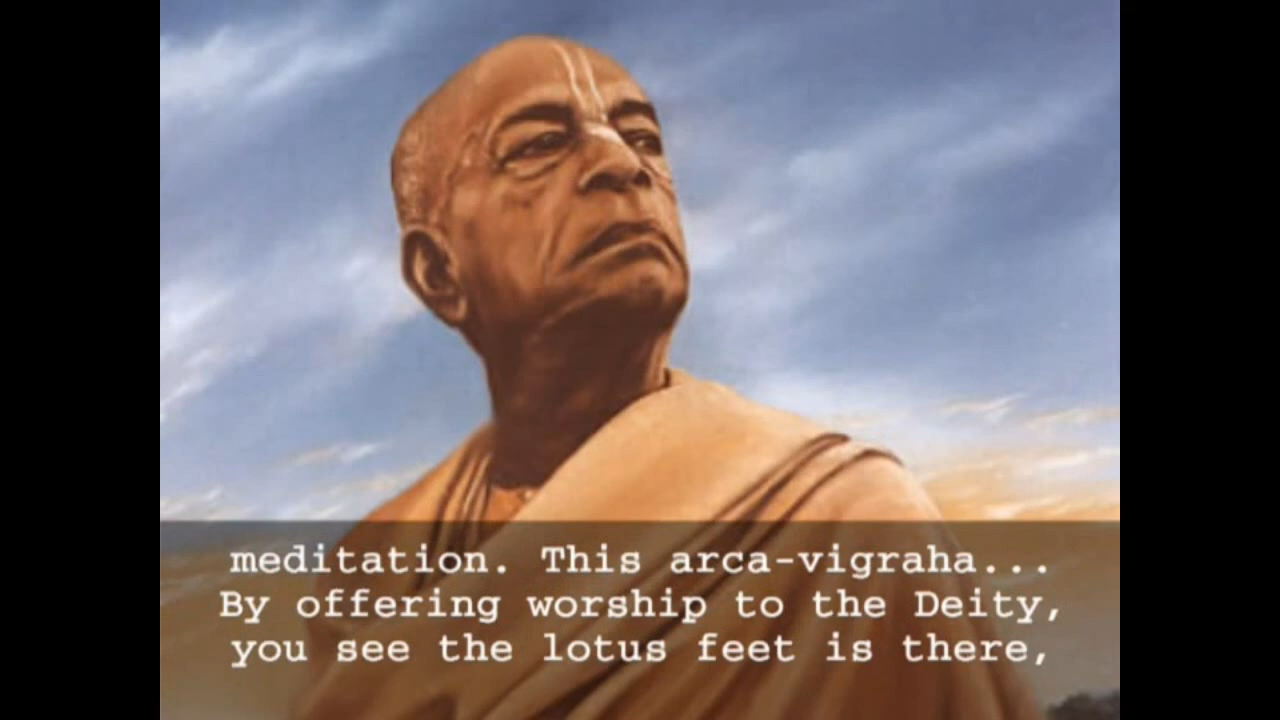 meditation. This arca-vigraha...
By offering worship to the Deity,
you see the lotus feet is there,